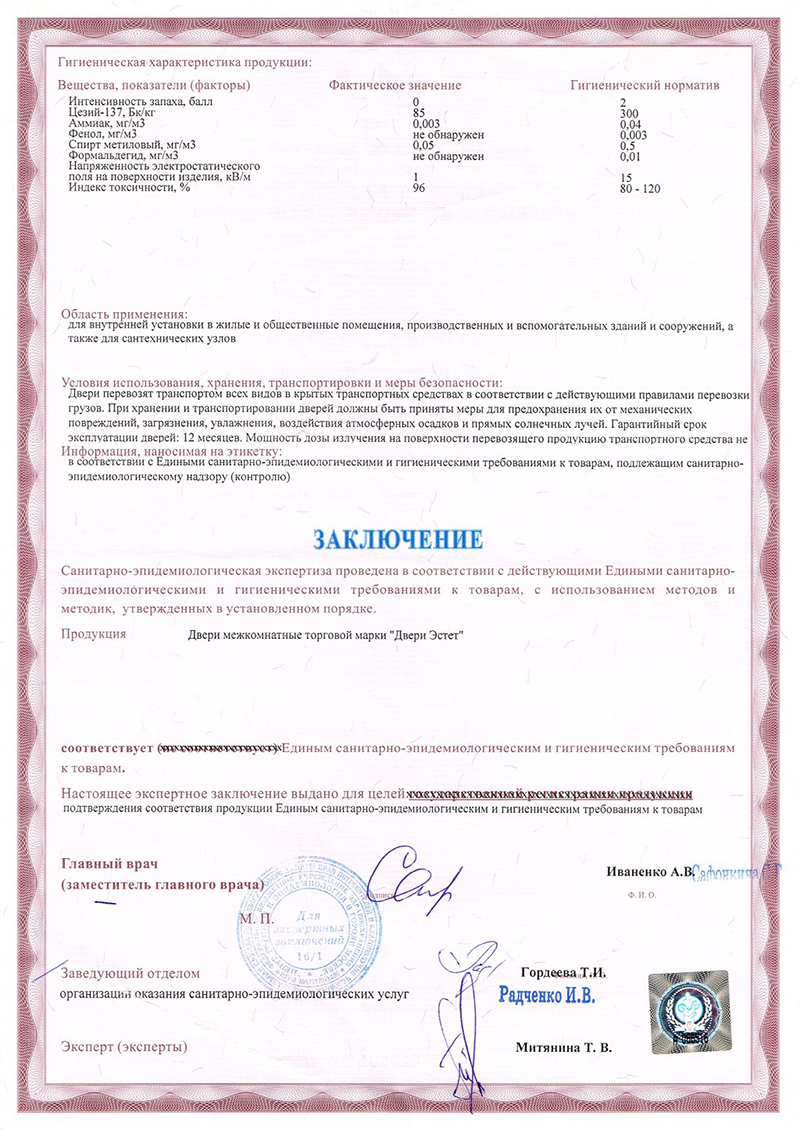 Гигиеническая характеристика продукции:
Вещества, показатели (факторы) Фактическое значение Гигиенический норматив
Интенсивность запаха, балл 0 2
Цезий-137, Бк/кг 85 300
Аммиак, мг/м3 0,003 0,04
Фенол, мг/м3 не обнаружен 0,003
Спирт метиловый, мг/м3 0,05 0,5
Формальдегид, мг/м3 не обнаружен 0,01
Напряженность электростатического
поля на поверхности изделия, кВ/м 1 15
Индекс токсичности, % 96 80 - 120
Область применения:
для внутренней установки в жилые и общественные помещения, производственных и вспомогательных зданий и сооружений, а
также для сантехнических узлов
Условия использования, хранения, транспортировки и меры безопасности:
Двери перевозят транспортом всех видов в крытых транспортных средствах в соответствии с действующими правилами перевозки
грузов. При хранении и транспортировании дверей должны быть приняты меры для предохранения их от механических
повреждений, загрязнения, увлажнения, воздействия атмосферных осадков и прямых солнечных лучей. Гарантийный срок
эксплуатации дверей: 12 месяцев. Мощность дозы излучения на поверхности перевозящего продукцию транспортного средства не
Информация, наносимая на этикетку:
в соответствии с Едиными санитарно-эпидемиологическими и гигиеническими требованиями к товарам, подлежащим санитарно-
эпидемиологическому надзору (контролю)
ЗАКЛЮЧЕНИЕ
Санитарно-эпидемиологическая экспертиза проведена в соответствии с действующими Едиными санитарно-
эпидемиологическими и гигиеническими требованиями к товарам, с использованием методов и
методик, утвержденных в установленном порядке.
Продукция Двери межкомнатные торговой марки "Двери Эстет"
соответствует (не соответствует) Единым санитарно-эпидемиологическим и гигиеническим требованиям
к товарам.
Настоящее экспертное заключение выдано для целей государственной регистрации продукции
подтверждения соответствия продукции Единым санитарно-эпидемиологическим и гигиеническим требованиям к товарам
Главный врач
(заместитель главного врача) Иваненко А.В. Сафонкина С.Г.
Ф. И. О.
М. П.
Для
экспертных
заключений
16/1
Заведующий отделом Гордеева Т.И.
организации оказания санитарно-эпидемиологических услуг Радченко И.В.
Эксперт (эксперты) Митянина Т. В.